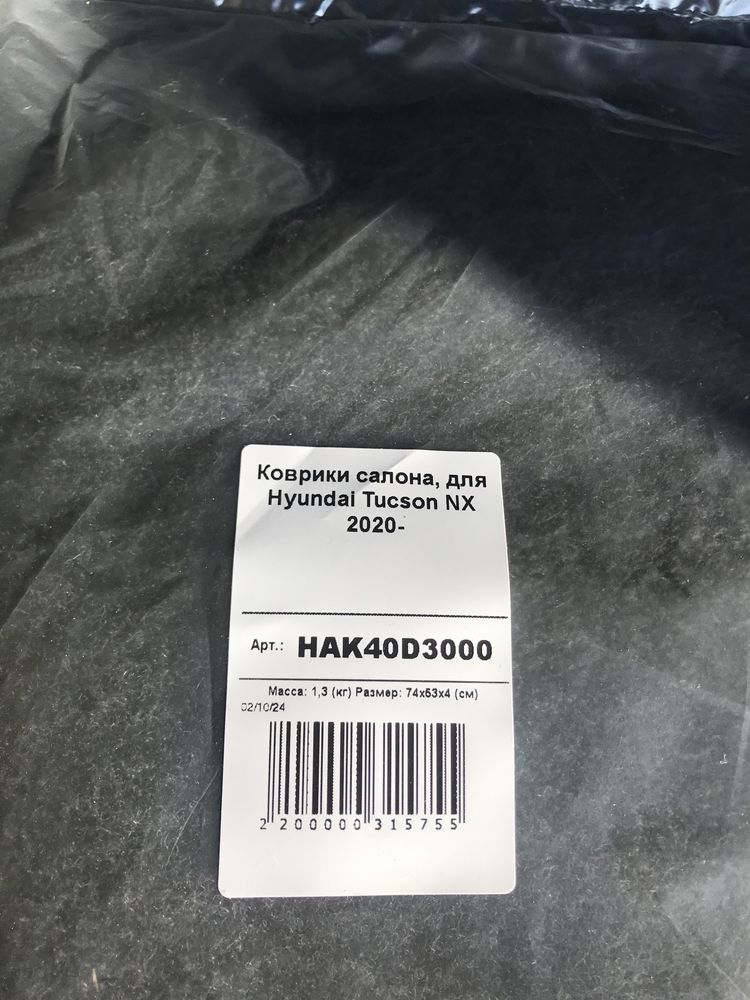 Коврики салона, для
Hyundai Tucson NX
2020-
Арт.: HAK40D3000
Масса: 1,3 (кг) Размер: 74x53x4 (см)
02/10/24
2 200000 315755